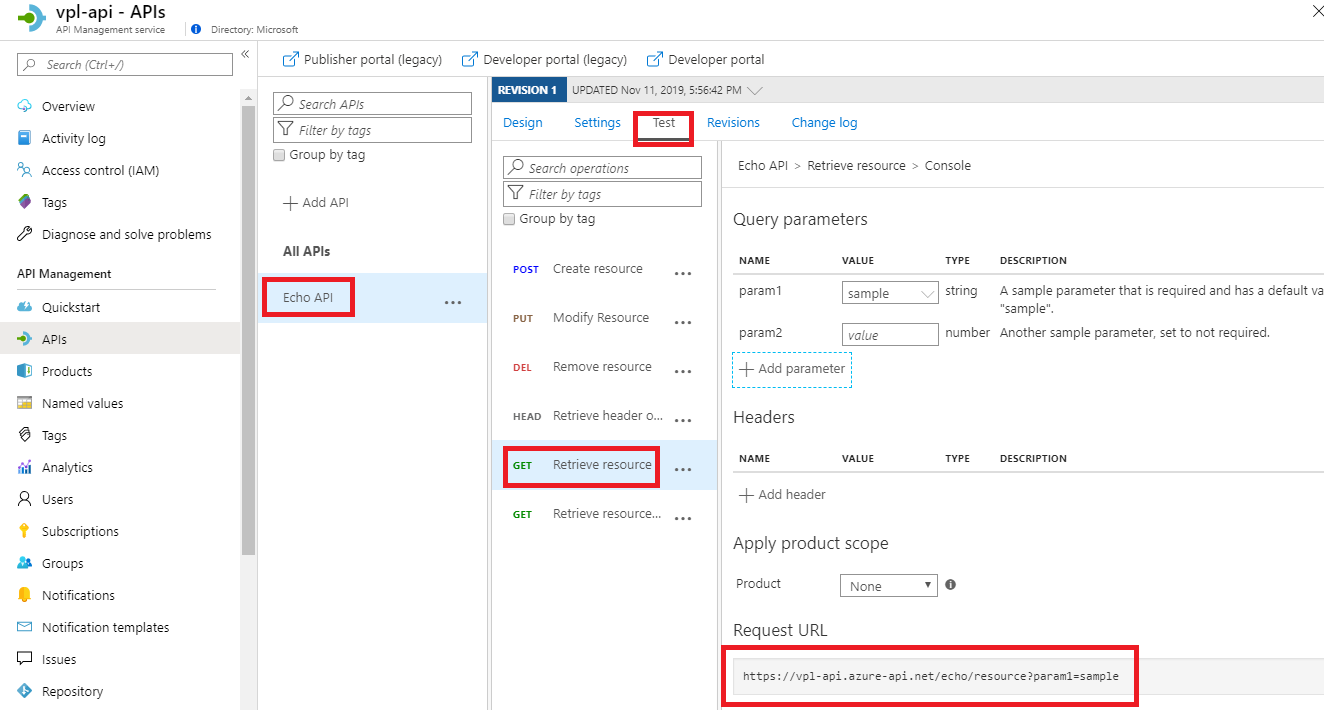 vpl-api - APIs
API Management service
Directory: Microsoft
Search (Ctrl+/)
Overview
Activity log
Access control (IAM)
Tags
Diagnose and solve problems
API Management
Quickstart
APIs
Products
Named values
Tags
Analytics
Users
Subscriptions
Groups
Notifications
Notification templates
Issues
Repository
Publisher portal (legacy)
Developer portal (legacy)
Developer portal
Search APIs
Filter by tags
Group by tag
Add API
All APIs
Echo API
REVISION 1
UPDATED Nov 11, 2019, 5:56:42 PM
Design
Settings
Test
Revisions
Change log
Search operations
Filter by tags
Group by tag
POST Create resource
PUT Modify Resource
DEL Remove resource
HEAD Retrieve header o...
GET Retrieve resource
GET Retrieve resource...
Echo API > Retrieve resource > Console
Query parameters
NAME VALUE TYPE DESCRIPTION
param1 sample string A sample parameter that is required and has a default va
"sample".
param2 value number Another sample parameter, set to not required.
Add parameter
Headers
NAME VALUE TYPE DESCRIPTION
Add header
Apply product scope
Product None
Request URL
https://vpl-api.azure-api.net/echo/resource?param1=sample